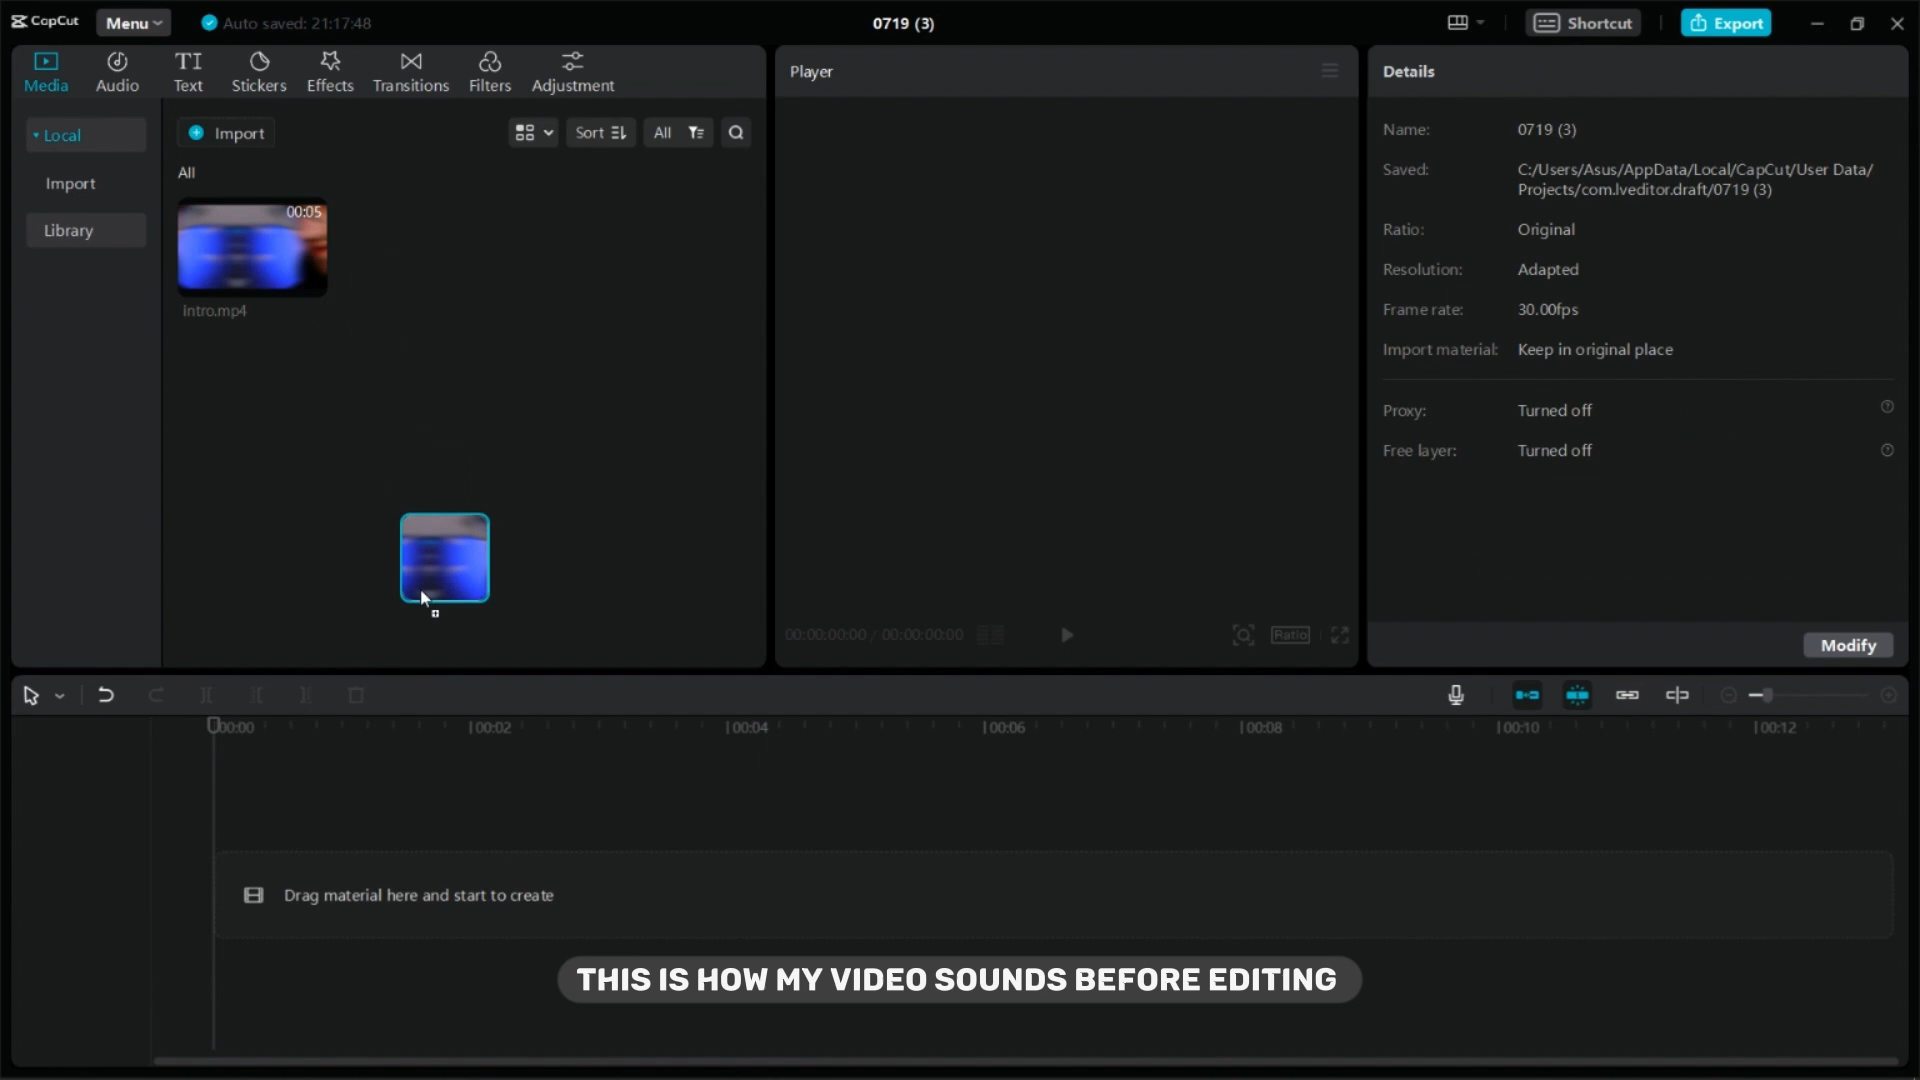 CapCut
Menu
Auto saved: 21:17:48
0719 (3)
Shortcut
Export
Media
Audio
TI
Text
Stickers
Effects
Transitions
Filters
Adjustment
Local
Import
Library
Import
Sort
All
All
00:05
intro.mp4
Player
00:00:00:00 / 00:00:00:00
Ratio
Details
Name: 0719 (3)
Saved: C:/Users/Asus/AppData/Local/CapCut/User Data/
Projects/com.lveditor.draft/0719 (3)
Ratio: Original
Resolution: Adapted
Frame rate: 30.00fps
Import material: Keep in original place
Proxy: Turned off
Free layer: Turned off
Modify
00:00 00:02 00:04 00:06 00:08 00:10 00:12
Drag material here and start to create
THIS IS HOW MY VIDEO SOUNDS BEFORE EDITING